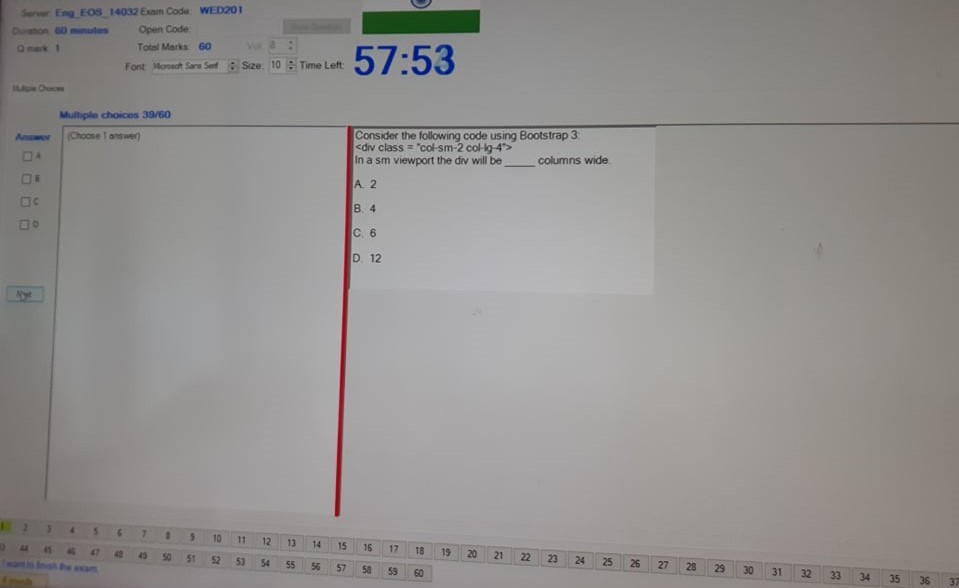 Server: Eng_EOS_14032 Exam Code: WED201
Duration: 60 minutes Open Code:
Q mark: 1 Total Marks: 60 Vol: 8
Font: Microsoft Sans Serif Size: 10 Time Left: 57:53
Multiple Choices
Multiple choices 39/60
Answer (Choose 1 answer)
A
B
C
D
Next
Consider the following code using Bootstrap 3:
<div class = "col-sm-2 col-lg-4">
In a sm viewport the div will be _____ columns wide.
A. 2
B. 4
C. 6
D. 12
1 2 3 4 5 6 7 8 9 10 11 12 13 14 15 16 17 18 19 20 21 22 23 24 25 26 27 28 29 30 31 32 33 34 35 36 37
44 45 46 47 48 49 50 51 52 53 54 55 56 57 58 59 60
I want to finish the exam.